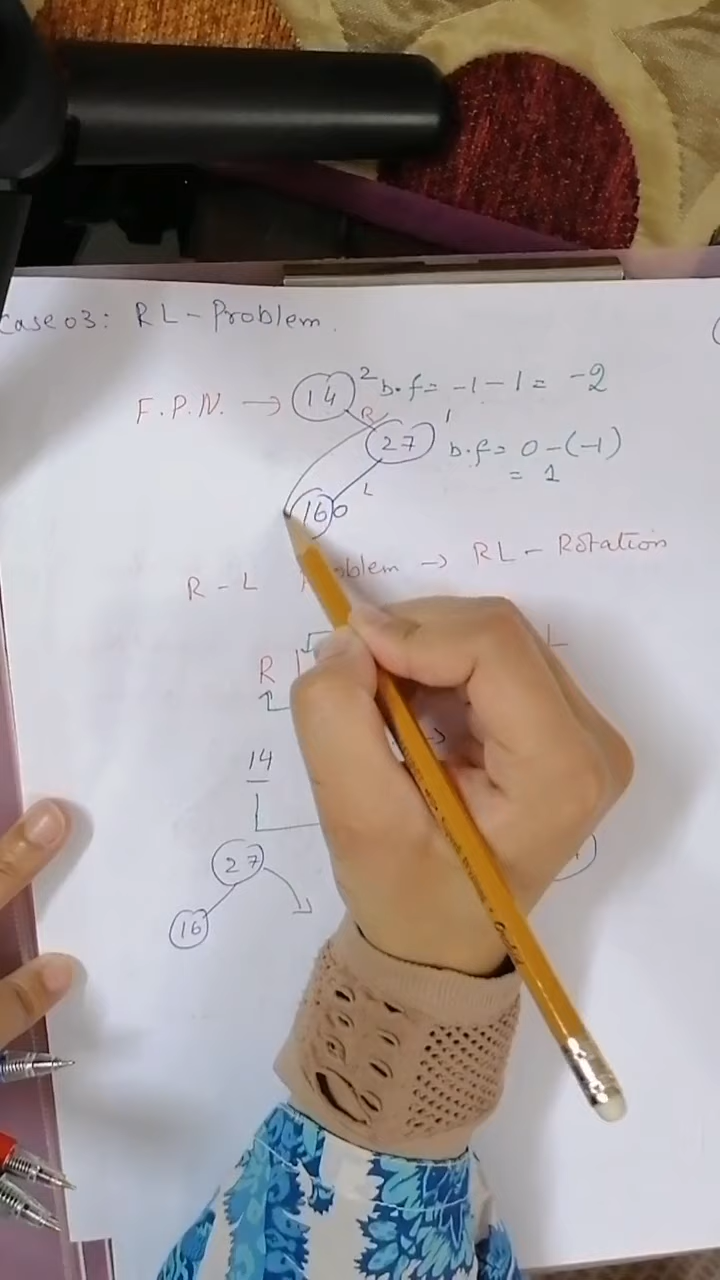 case 03: RL-Problem.
F.P.N. → 14 2 b.f = -1 - 1 = -2
R 1
27 b.f = 0 - (-1)
= 1
L
16 0
R - L → RL - Rotation
R L
14
27
16